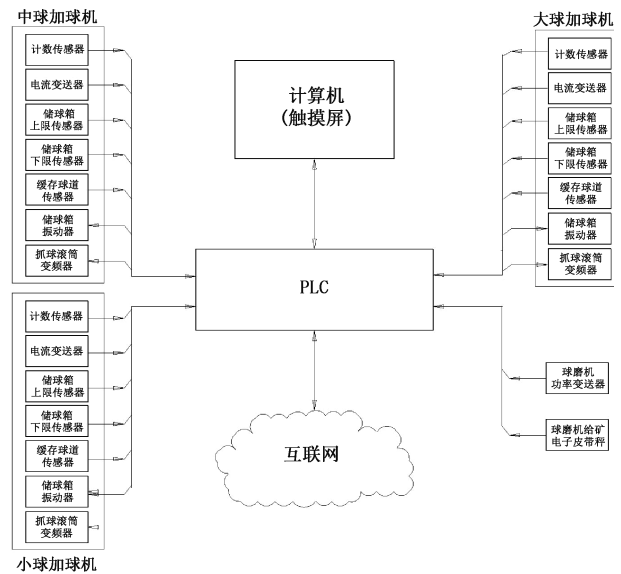 中球加球机
计数传感器
电流变送器
储球箱
上限传感器
储球箱
下限传感器
缓存球道
传感器
储球箱
振动器
抓球滚筒
变频器
计数传感器
电流变送器
储球箱
上限传感器
储球箱
下限传感器
缓存球道
传感器
储球箱
振动器
抓球滚筒
变频器
小球加球机
计算机
(触摸屏)
PLC
互联网
大球加球机
计数传感器
电流变送器
储球箱
上限传感器
储球箱
下限传感器
缓存球道
传感器
储球箱
振动器
抓球滚筒
变频器
球磨机
功率变送器
球磨机给矿
电子皮带秤